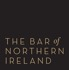 THE BAR of
NORTHERN
IRELAND